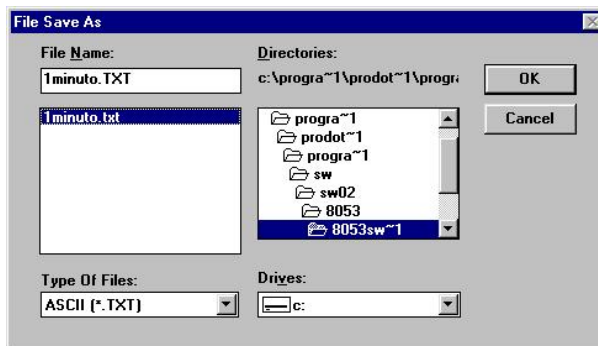 File Save As
File Name:
1minuto.TXT
1minuto.txt
Type Of Files:
ASCII (*.TXT)
Directories:
c:\progra~1\prodot~1\progra
progra~1
prodot~1
progra~1
sw
sw02
8053
8053sw~1
Drives:
c:
OK
Cancel